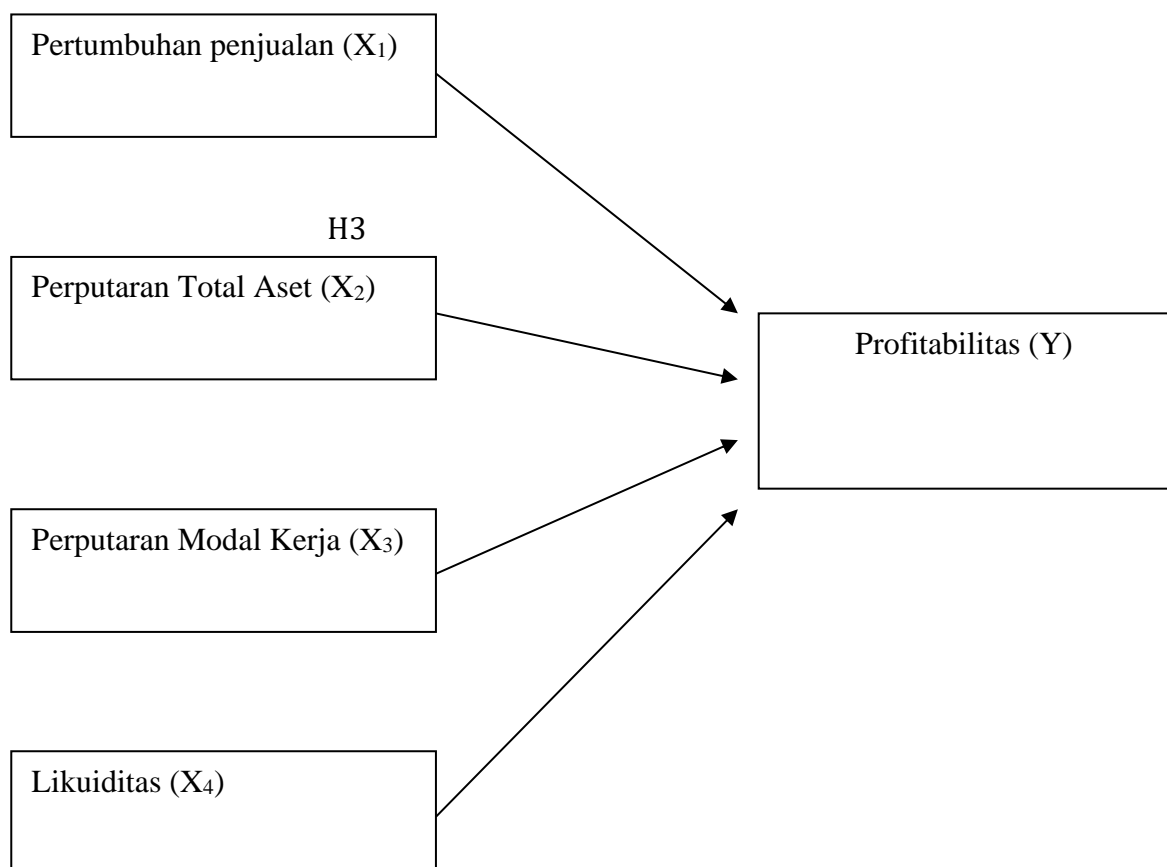 Pertumbuhan penjualan (X₁)
H3
Perputaran Total Aset (X₂)
Profitabilitas (Y)
Perputaran Modal Kerja (X₃)
Likuiditas (X₄)